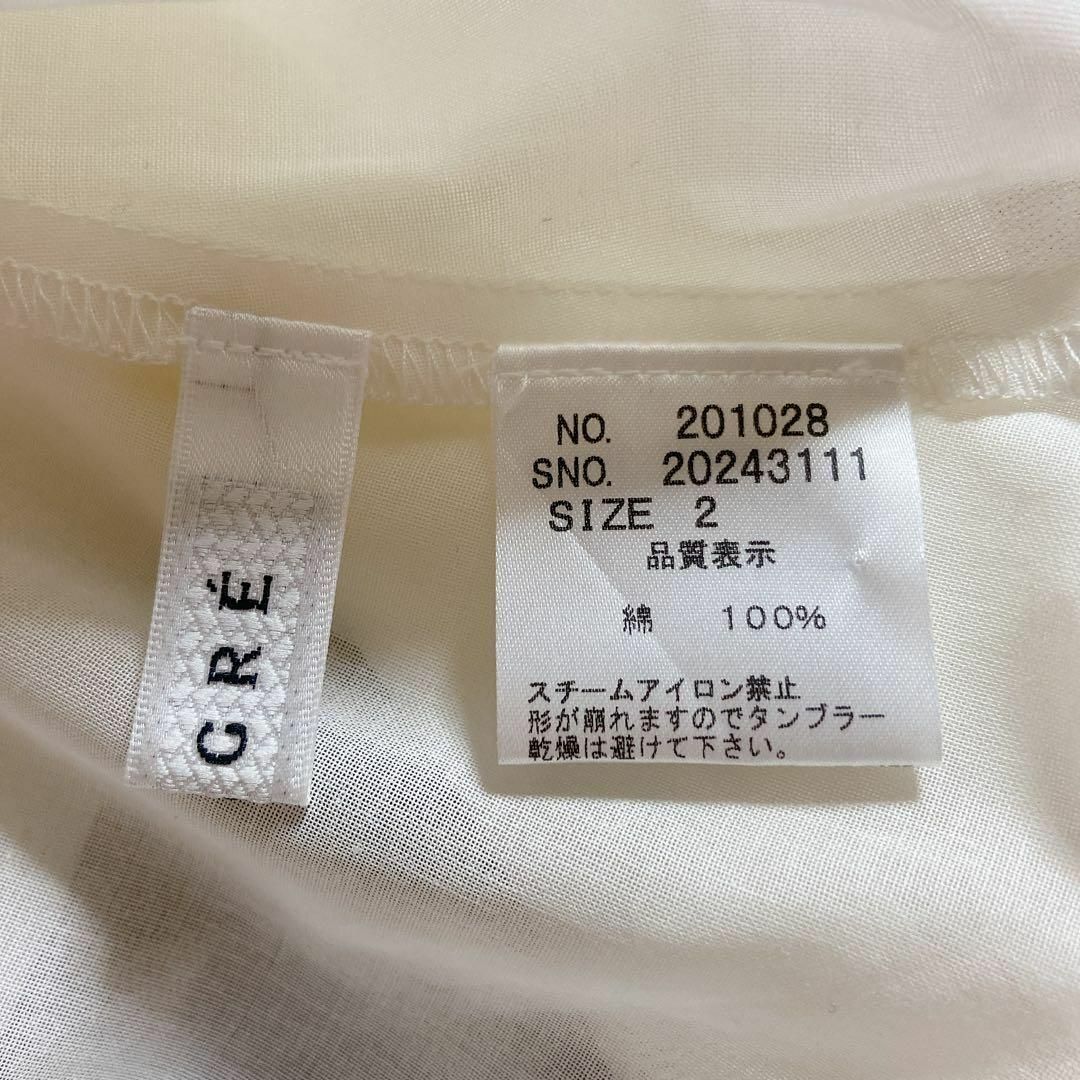 GRÉ
NO. 201028
SNO. 20243111
SIZE 2
品質表示
綿 100%
スチームアイロン禁止
形が崩れますのでタンブラー
乾燥は避けて下さい。